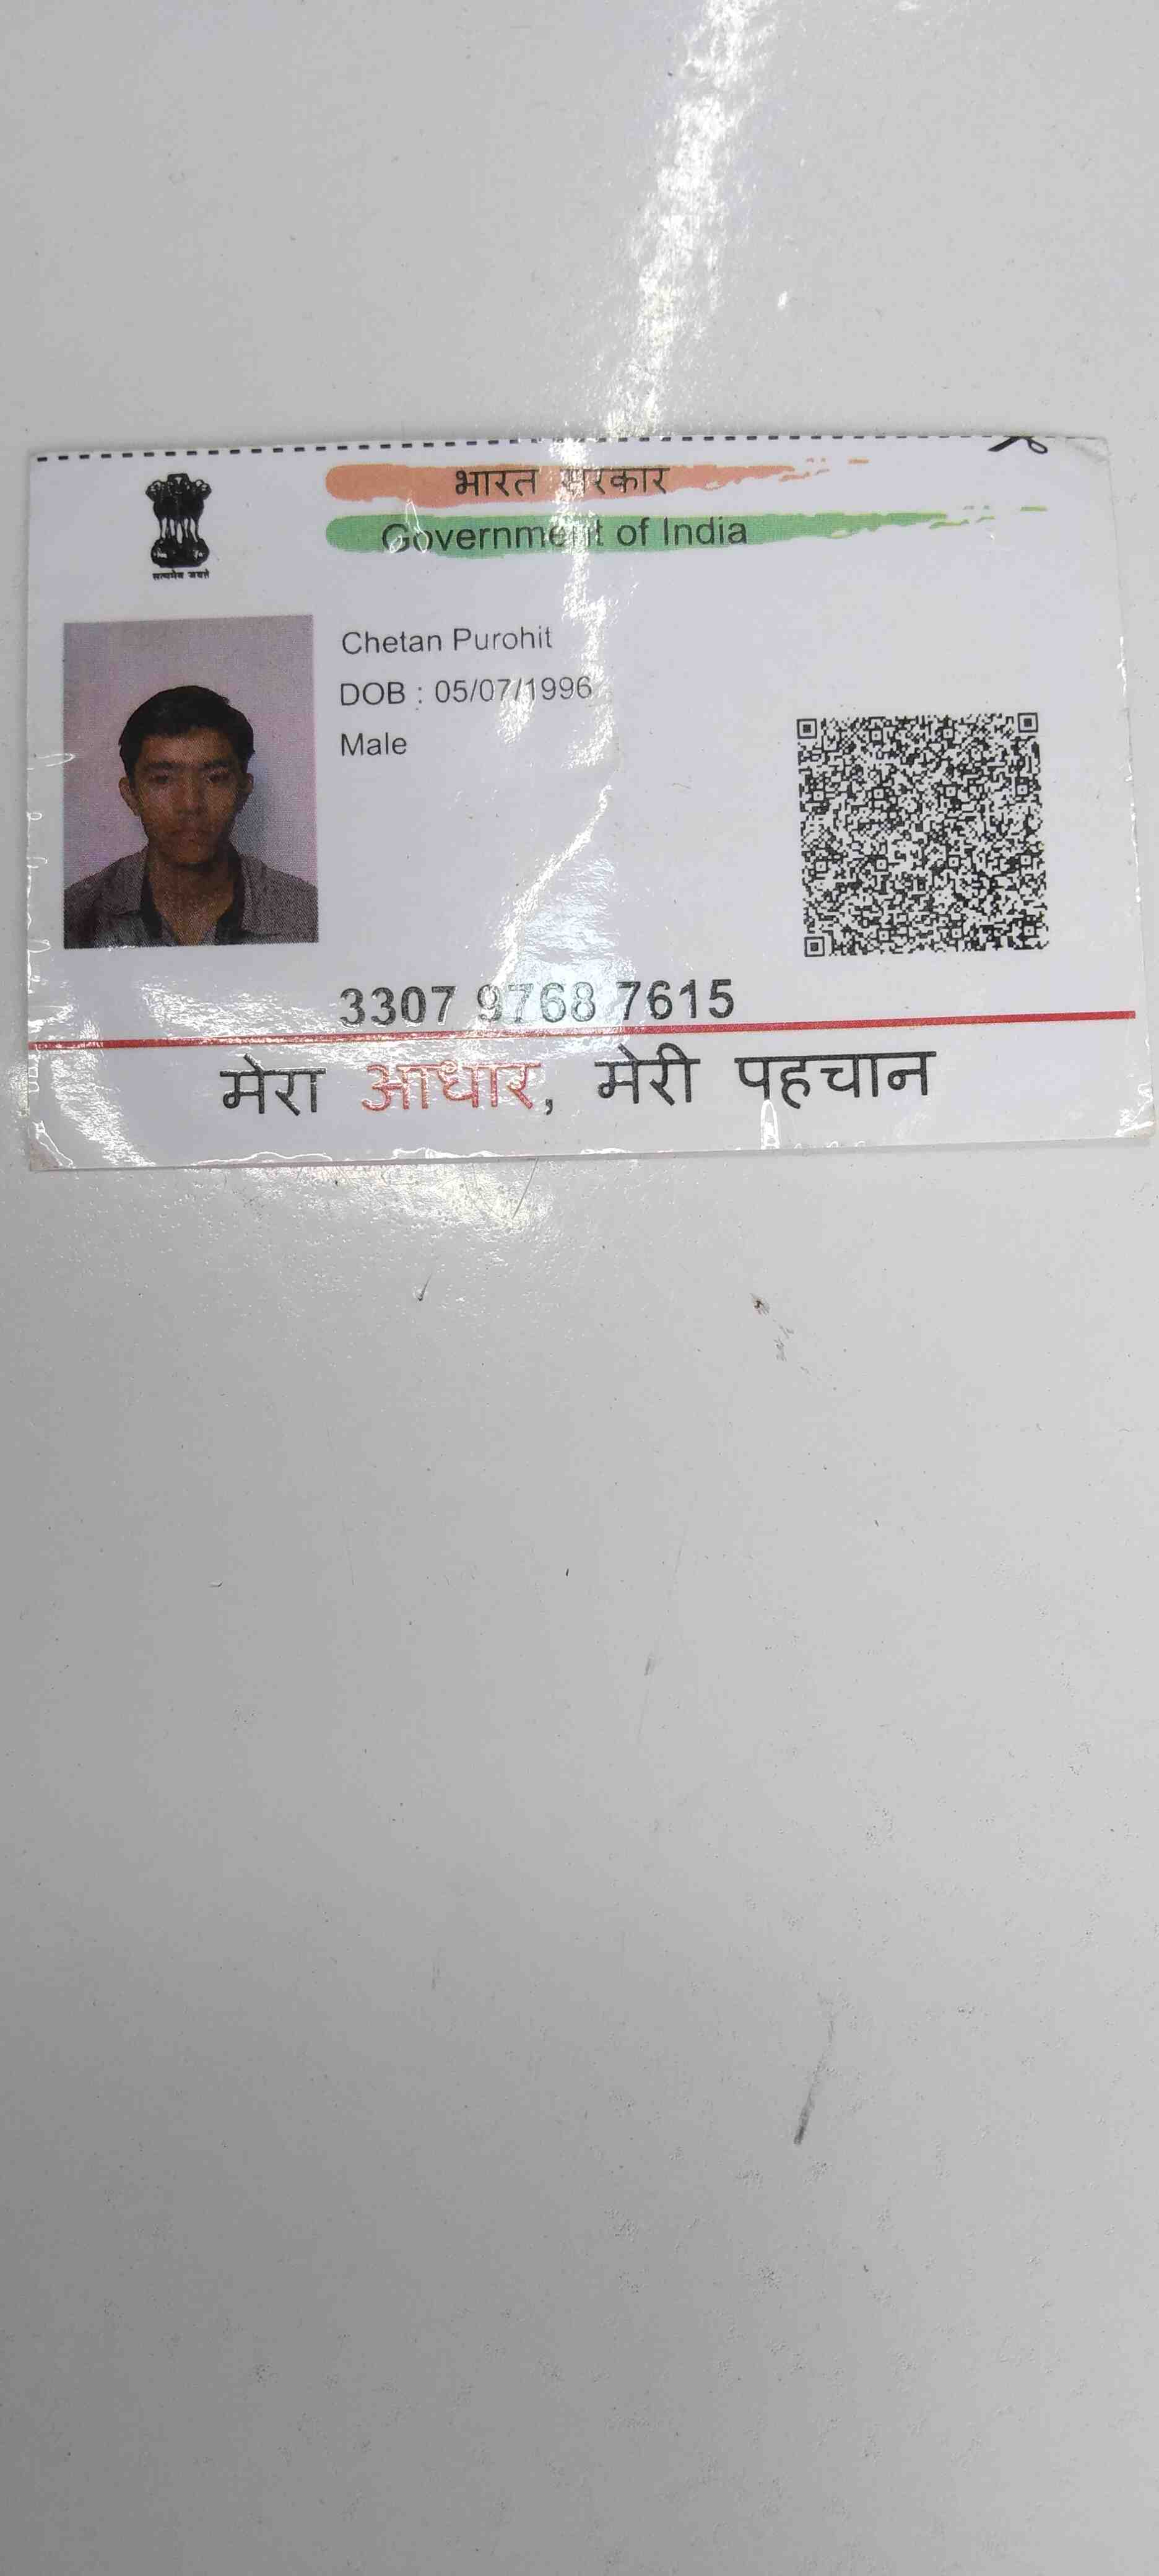 भारत सरकार
Government of India
सत्यमेव जयते
Chetan Purohit
DOB : 05/07/1996
Male
3307 9768 7615
मेरा आधार, मेरी पहचान